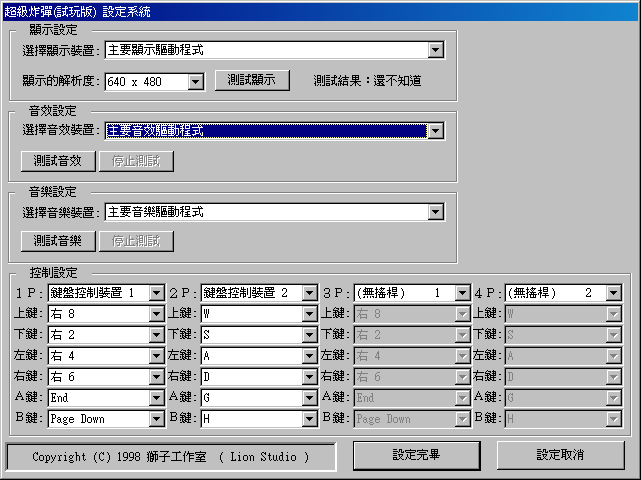 超級炸彈(試玩版) 設定系統
顯示設定
選擇顯示裝置: 主要顯示驅動程式
顯示的解析度: 640 x 480 測試顯示 測試結果：還不知道
音效設定
選擇音效裝置: 主要音效驅動程式
測試音效 停止測試
音樂設定
選擇音樂裝置: 主要音樂驅動程式
測試音樂 停止測試
控制設定
１Ｐ: 鍵盤控制裝置 1 ２Ｐ: 鍵盤控制裝置 2 ３Ｐ: (無搖桿) 1 ４Ｐ: (無搖桿) 2
上鍵: 右 8 上鍵: W 上鍵: 右 8 上鍵: W
下鍵: 右 2 下鍵: S 下鍵: 右 2 下鍵: S
左鍵: 右 4 左鍵: A 左鍵: 右 4 左鍵: A
右鍵: 右 6 右鍵: D 右鍵: 右 6 右鍵: D
Ａ鍵: End Ａ鍵: G Ａ鍵: End Ａ鍵: G
Ｂ鍵: Page Down Ｂ鍵: H Ｂ鍵: Page Down Ｂ鍵: H
Copyright (C) 1998 獅子工作室 ( Lion Studio ) 設定完畢 設定取消